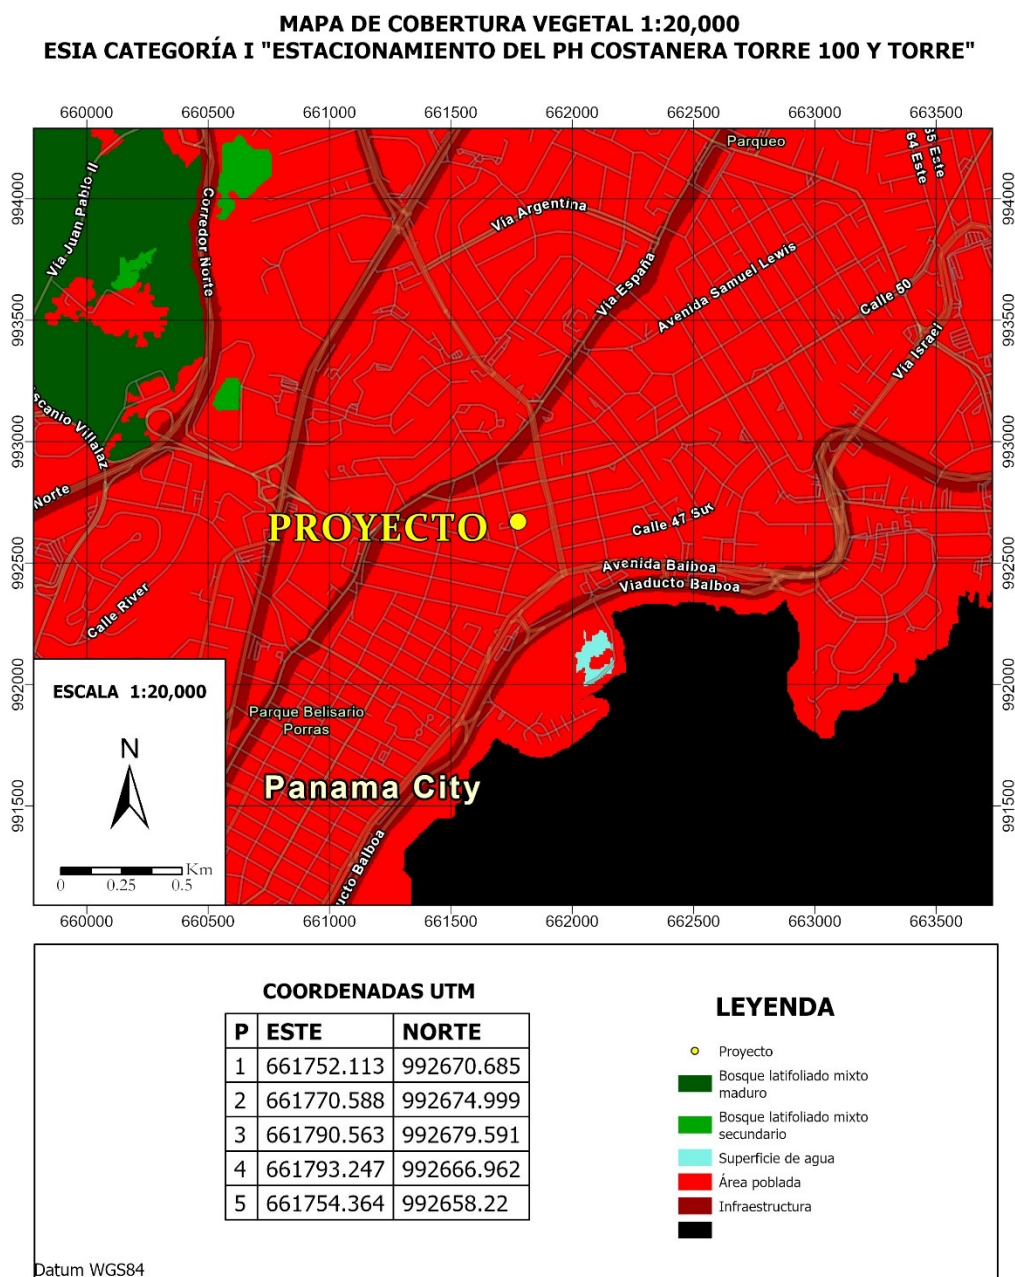 MAPA DE COBERTURA VEGETAL 1:20,000
ESIA CATEGORÍA I "ESTACIONAMIENTO DEL PH COSTANERA TORRE 100 Y TORRE"
660000 660500 661000 661500 662000 662500 663000 663500
994000
993500
993000
992500
992000
991500
994000
993500
993000
992500
992000
991500
Parqueo
64 Este
65 Este
Vía Juan Pablo II
Corredor Norte
Vía Argentina
Vía España
Avenida Samuel Lewis
Calle 50
Vía Israel
scanio Villalaz
Norte
PROYECTO
Calle 47 Sur
Avenida Balboa
Viaducto Balboa
Calle River
Parque Belisario
Porras
Panama City
ucto Balboa
ESCALA 1:20,000
N
Km
0 0.25 0.5
660000 660500 661000 661500 662000 662500 663000 663500
COORDENADAS UTM
P ESTE NORTE
1 661752.113 992670.685
2 661770.588 992674.999
3 661790.563 992679.591
4 661793.247 992666.962
5 661754.364 992658.22
LEYENDA
Proyecto
Bosque latifoliado mixto
maduro
Bosque latifoliado mixto
secundario
Superficie de agua
Área poblada
Infraestructura
Datum WGS84